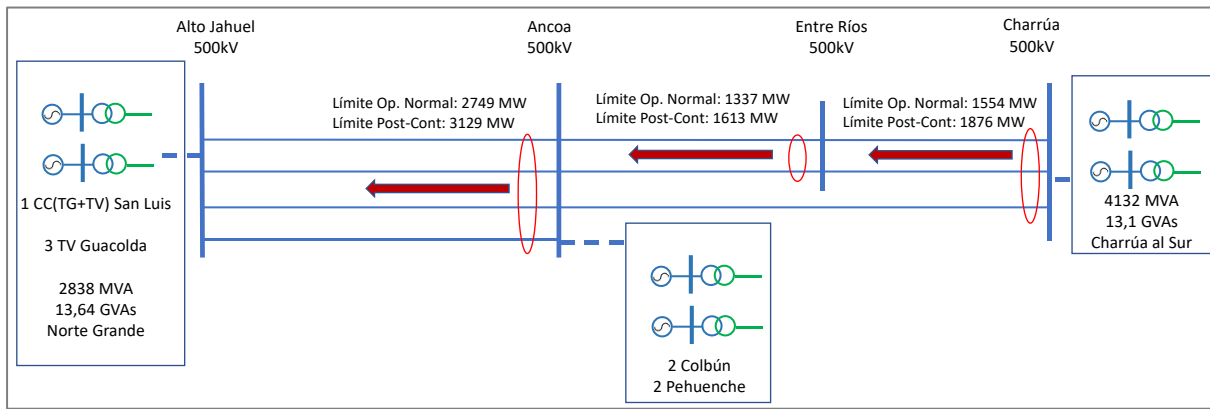 Alto Jahuel
500kV
Ancoa
500kV
Entre Ríos
500kV
Charrúa
500kV
Límite Op. Normal: 2749 MW
Límite Post-Cont: 3129 MW
Límite Op. Normal: 1337 MW
Límite Post-Cont: 1613 MW
Límite Op. Normal: 1554 MW
Límite Post-Cont: 1876 MW
1 CC(TG+TV) San Luis
3 TV Guacolda
2838 MVA
13,64 GVAs
Norte Grande
2 Colbún
2 Pehuenche
4132 MVA
13,1 GVAs
Charrúa al Sur